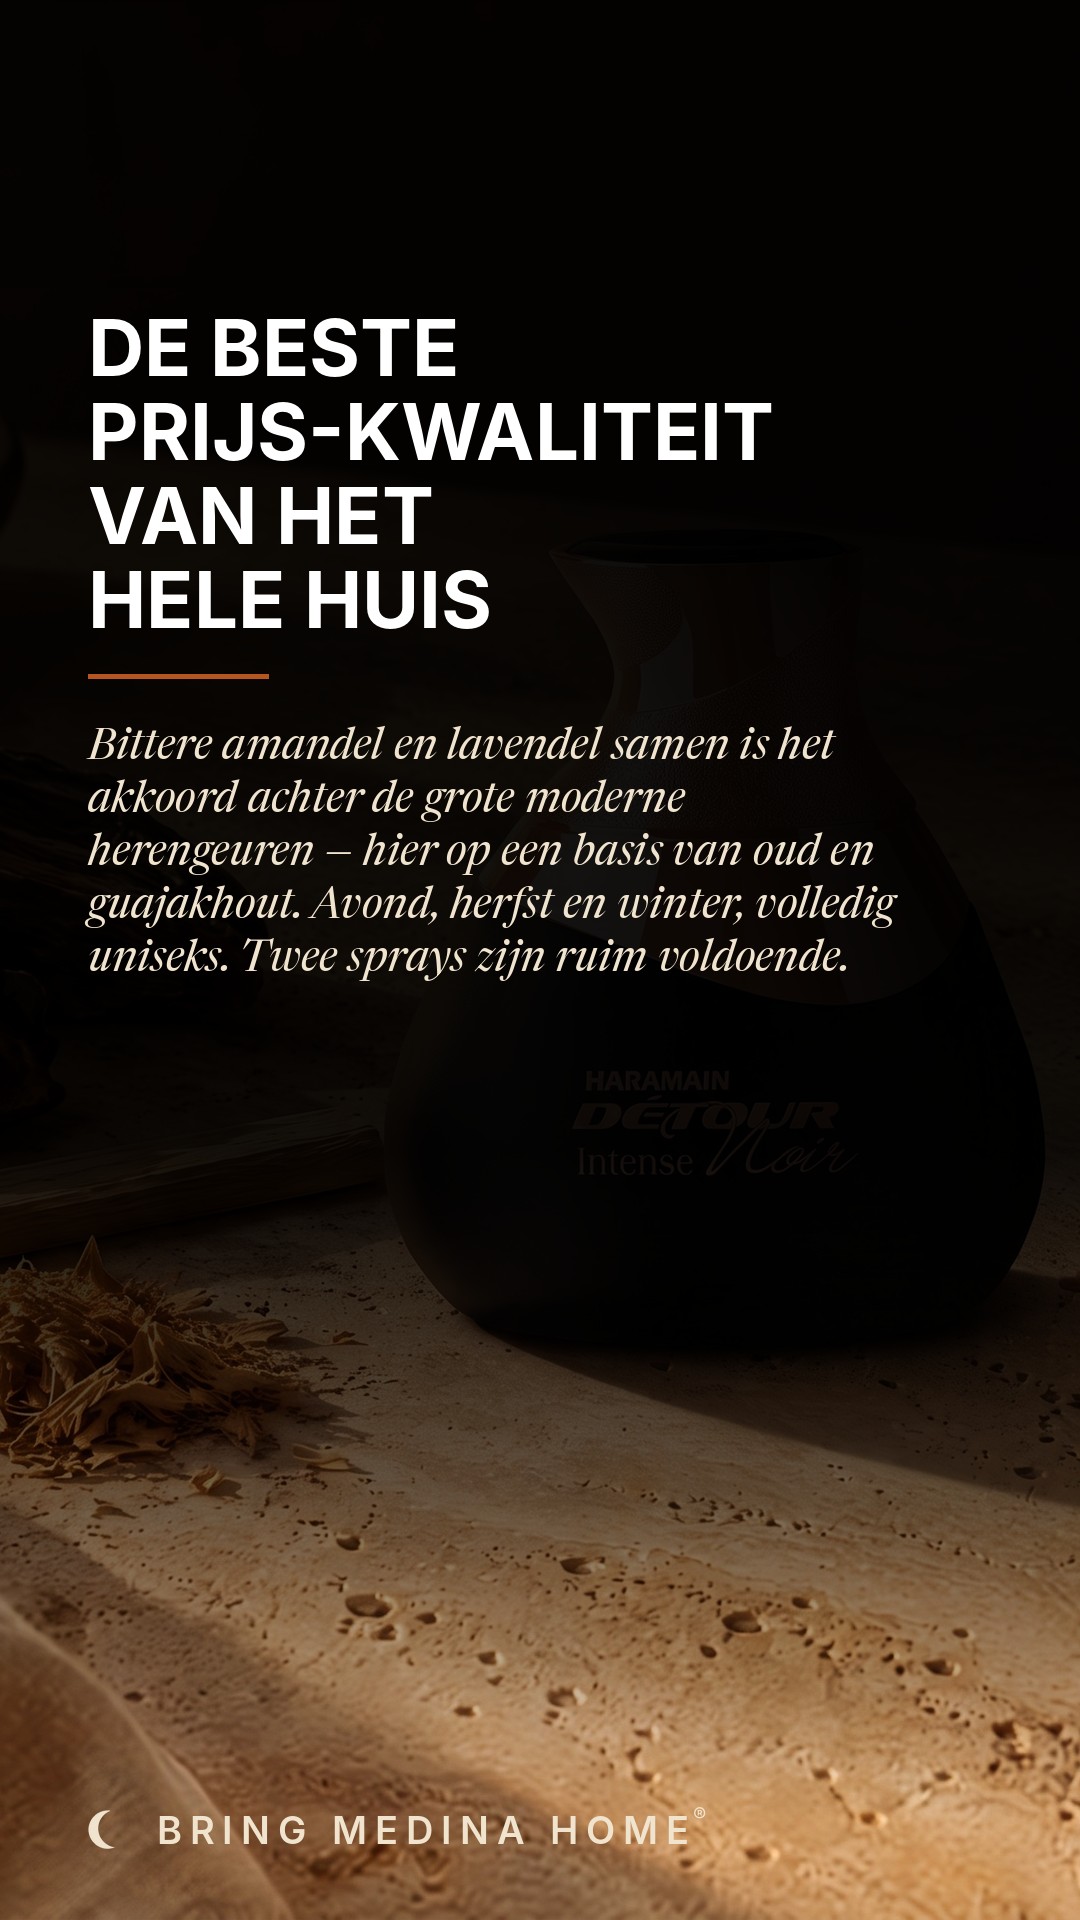 DE BESTE
PRIJS-KWALITEIT
VAN HET
HELE HUIS
Bittere amandel en lavendel samen is het
akkoord achter de grote moderne
herengeuren – hier op een basis van oud en
guajakhout. Avond, herfst en winter, volledig
uniseks. Twee sprays zijn ruim voldoende.
HARAMAIN
DÉTOUR
Intense Noir
BRING MEDINA HOME®